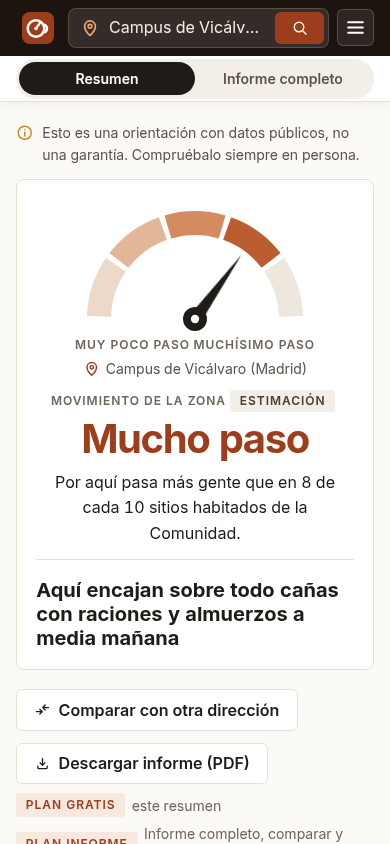 Campus de Vicálv...
Resumen
Informe completo
Esto es una orientación con datos públicos, no
una garantía. Compruébalo siempre en persona.
MUY POCO PASO MUCHÍSIMO PASO
Campus de Vicálvaro (Madrid)
MOVIMIENTO DE LA ZONA ESTIMACIÓN
Mucho paso
Por aquí pasa más gente que en 8 de
cada 10 sitios habitados de la
Comunidad.
Aquí encajan sobre todo cañas
con raciones y almuerzos a
media mañana
Comparar con otra dirección
Descargar informe (PDF)
PLAN GRATIS este resumen
PLAN INFORME Informe completo, comparar y